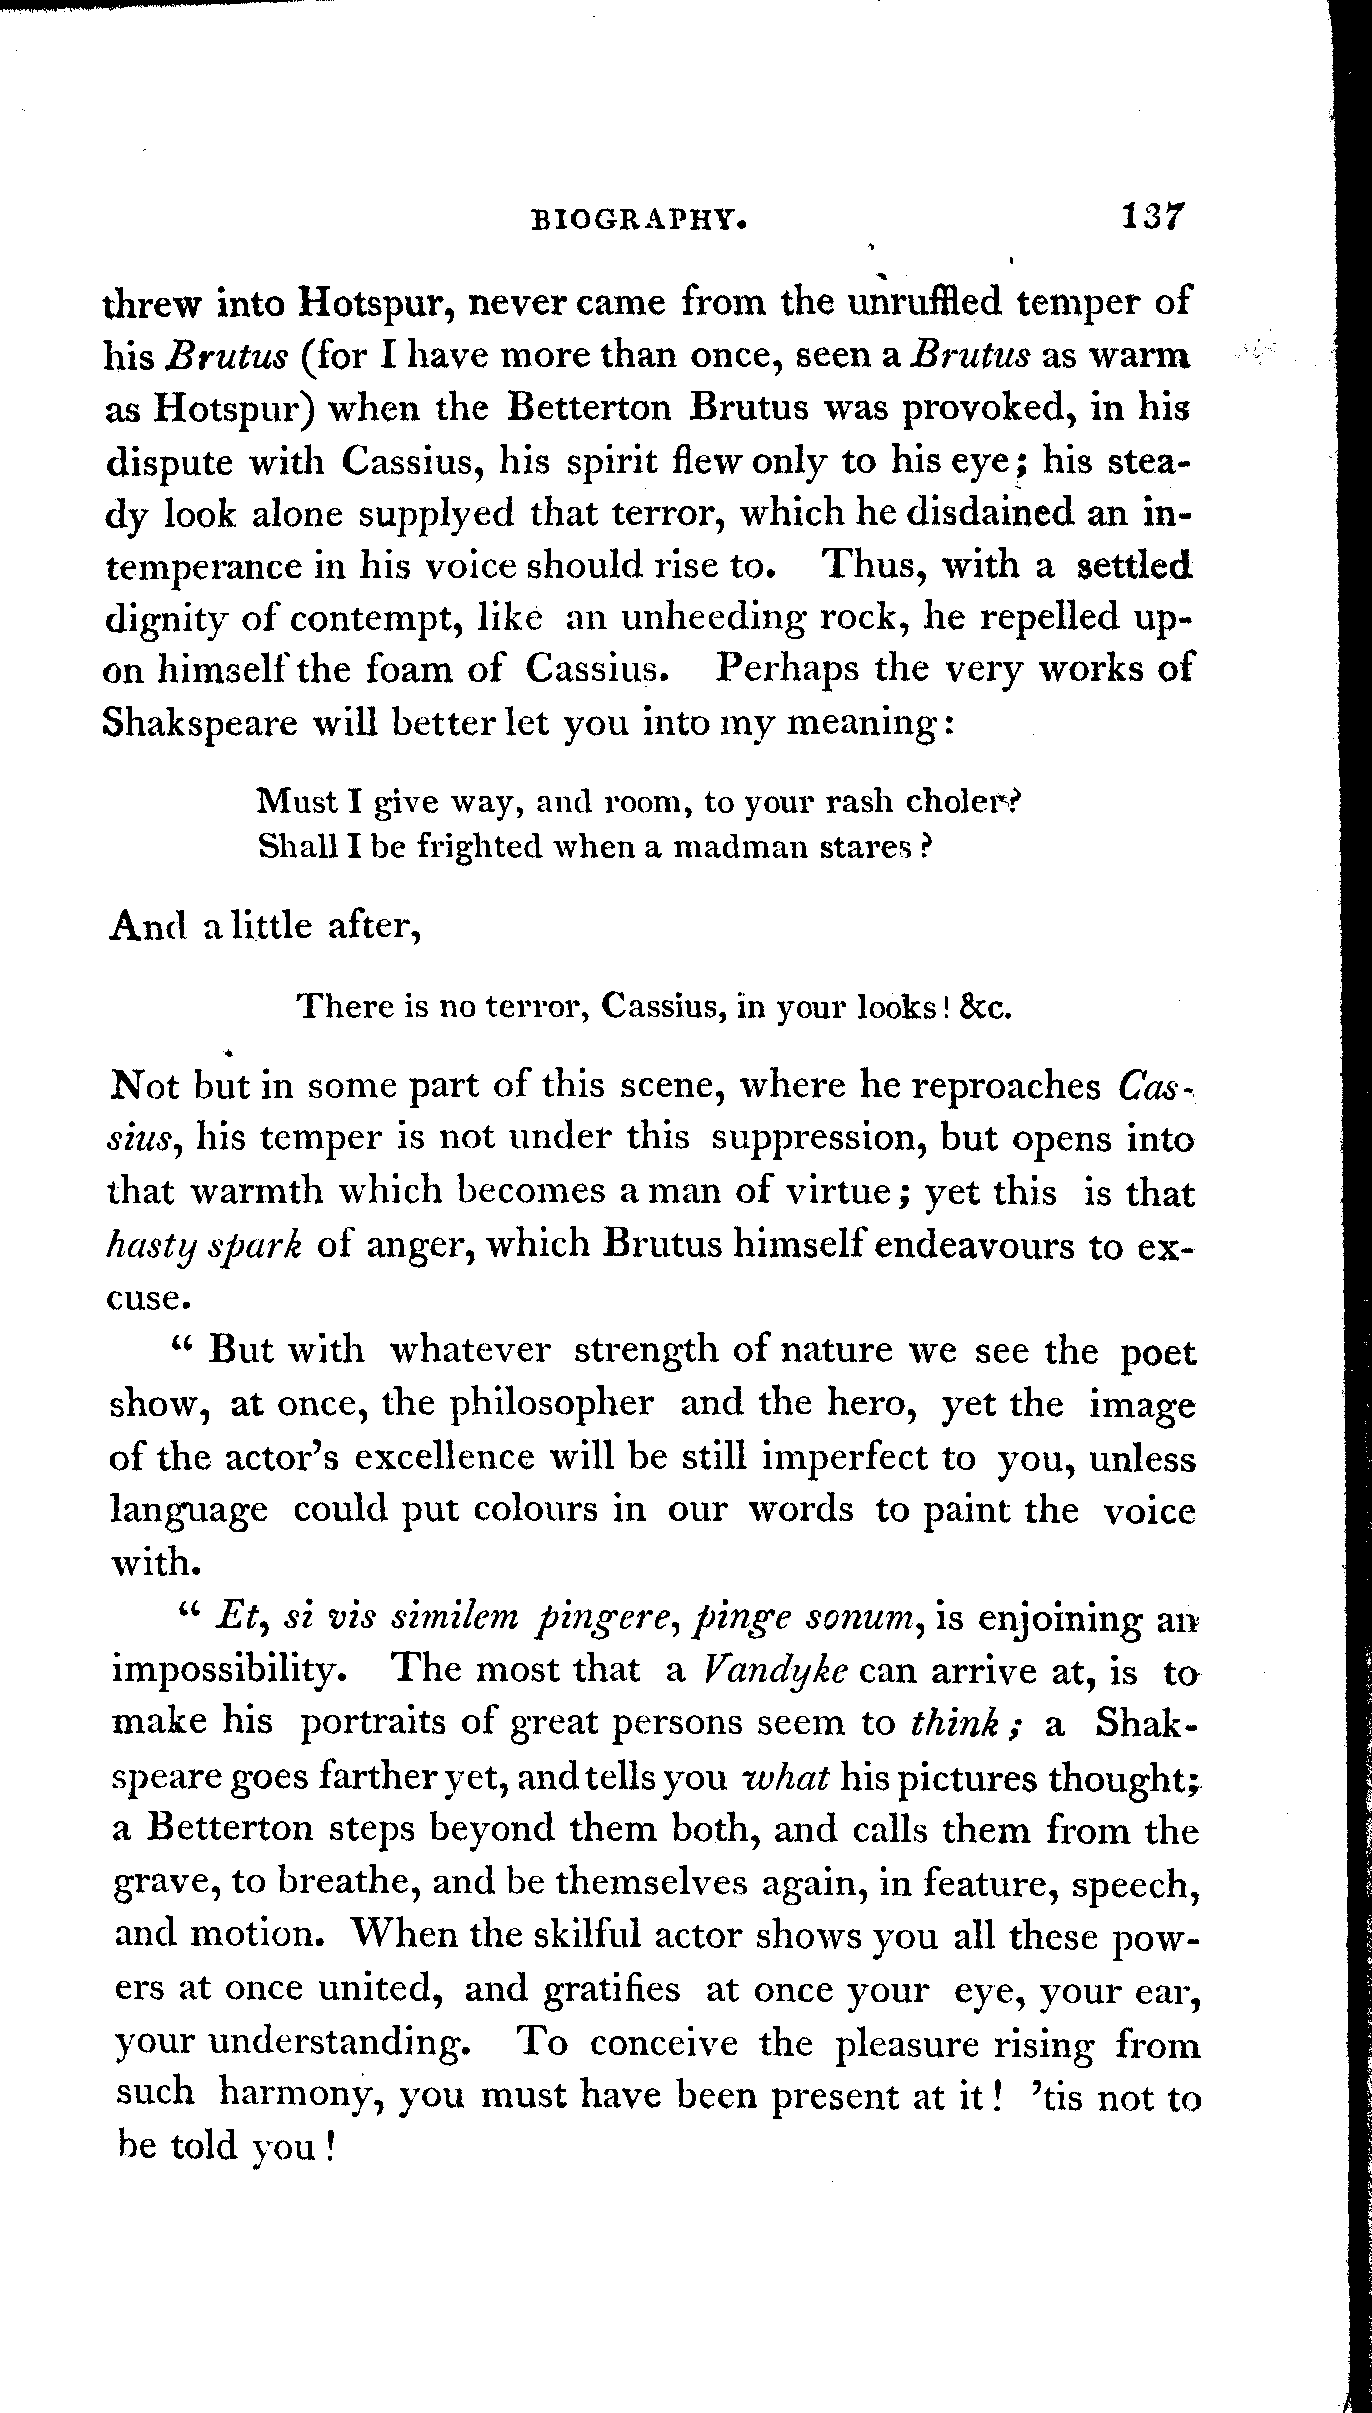 BIOGRAPHY. 137
threw into Hotspur, never came from the unruffled temper of
his Brutus (for I have more than once, seen a Brutus as warm
as Hotspur) when the Betterton Brutus was provoked, in his
dispute with Cassius, his spirit flew only to his eye; his stea-
dy look alone supplyed that terror, which he disdained an in-
temperance in his voice should rise to. Thus, with a settled
dignity of contempt, like an unheeding rock, he repelled up-
on himself the foam of Cassius. Perhaps the very works of
Shakspeare will better let you into my meaning:
Must I give way, and room, to your rash choler?
Shall I be frighted when a madman stares?
And a little after,
There is no terror, Cassius, in your looks! &c.
Not but in some part of this scene, where he reproaches Cas-
sius, his temper is not under this suppression, but opens into
that warmth which becomes a man of virtue; yet this is that
hasty spark of anger, which Brutus himself endeavours to ex-
cuse.
“ But with whatever strength of nature we see the poet
show, at once, the philosopher and the hero, yet the image
of the actor's excellence will be still imperfect to you, unless
language could put colours in our words to paint the voice
with.
“ Et, si vis similem pingere, pinge sonum, is enjoining an
impossibility. The most that a Vandyke can arrive at, is to
make his portraits of great persons seem to think; a Shak-
speare goes farther yet, and tells you what his pictures thought;
a Betterton steps beyond them both, and calls them from the
grave, to breathe, and be themselves again, in feature, speech,
and motion. When the skilful actor shows you all these pow-
ers at once united, and gratifies at once your eye, your ear,
your understanding. To conceive the pleasure rising from
such harmony, you must have been present at it! 'tis not to
be told you!